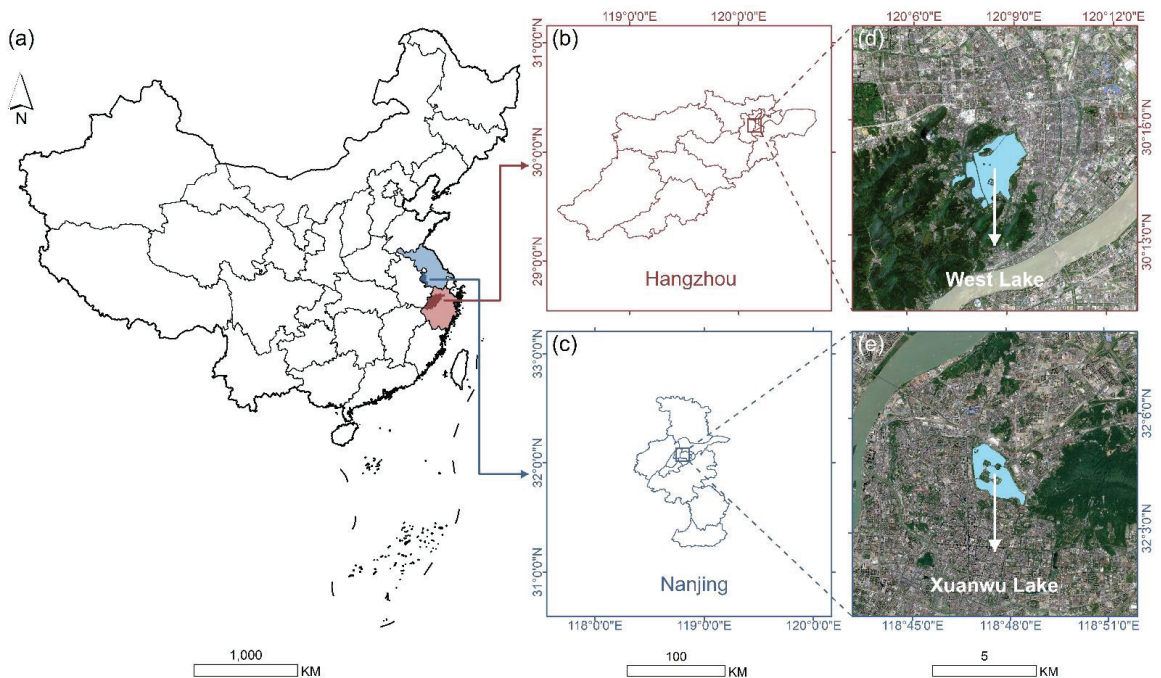 (a)
N
1,000
KM
(b)
119°0'0"E
120°0'0"E
31°0'0"N
30°0'0"N
29°0'0"N
Hangzhou
(c)
33°0'0"N
32°0'0"N
31°0'0"N
Nanjing
118°0'0"E
119°0'0"E
120°0'0"E
100
KM
(d)
120°6'0"E
120°9'0"E
120°12'0"E
30°16'0"N
30°13'0"N
West Lake
(e)
32°6'0"N
32°3'0"N
Xuanwu Lake
118°45'0"E
118°48'0"E
118°51'0"E
5
KM